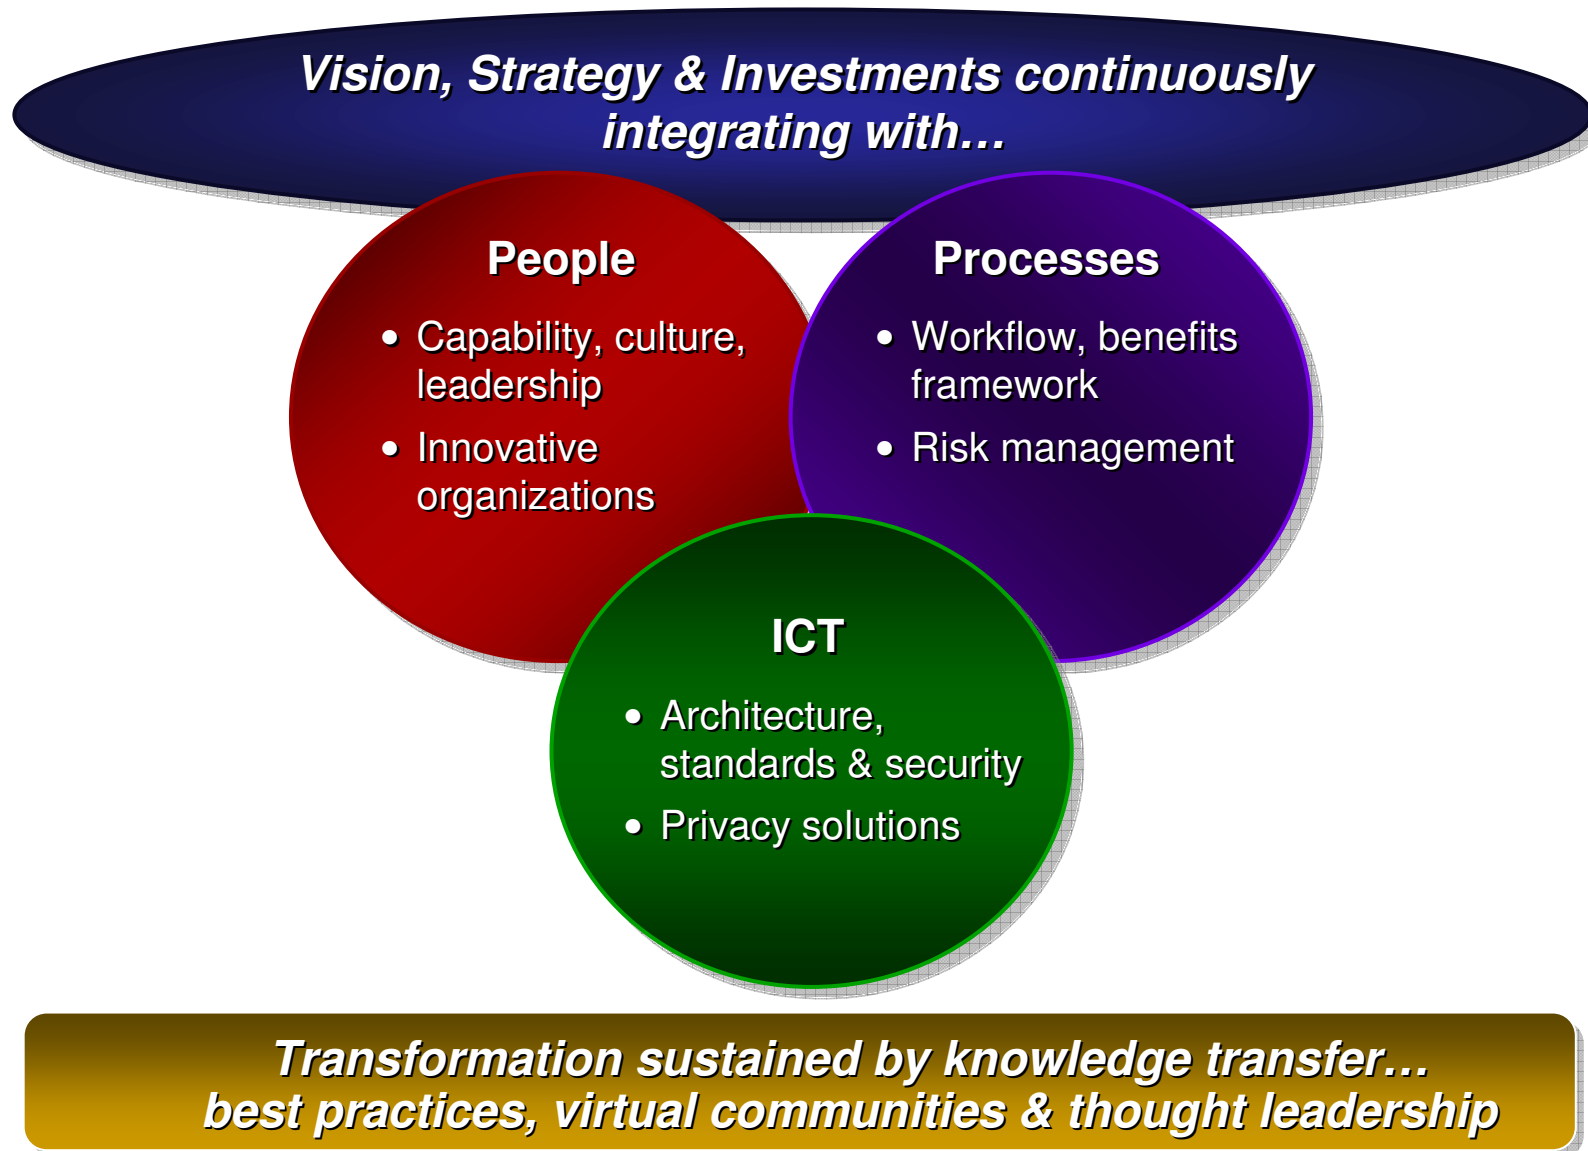 Vision, Strategy & Investments continuously
integrating with…
People
• Capability, culture,
leadership
• Innovative
organizations
Processes
• Workflow, benefits
framework
• Risk management
ICT
• Architecture,
standards & security
• Privacy solutions
Transformation sustained by knowledge transfer…
best practices, virtual communities & thought leadership